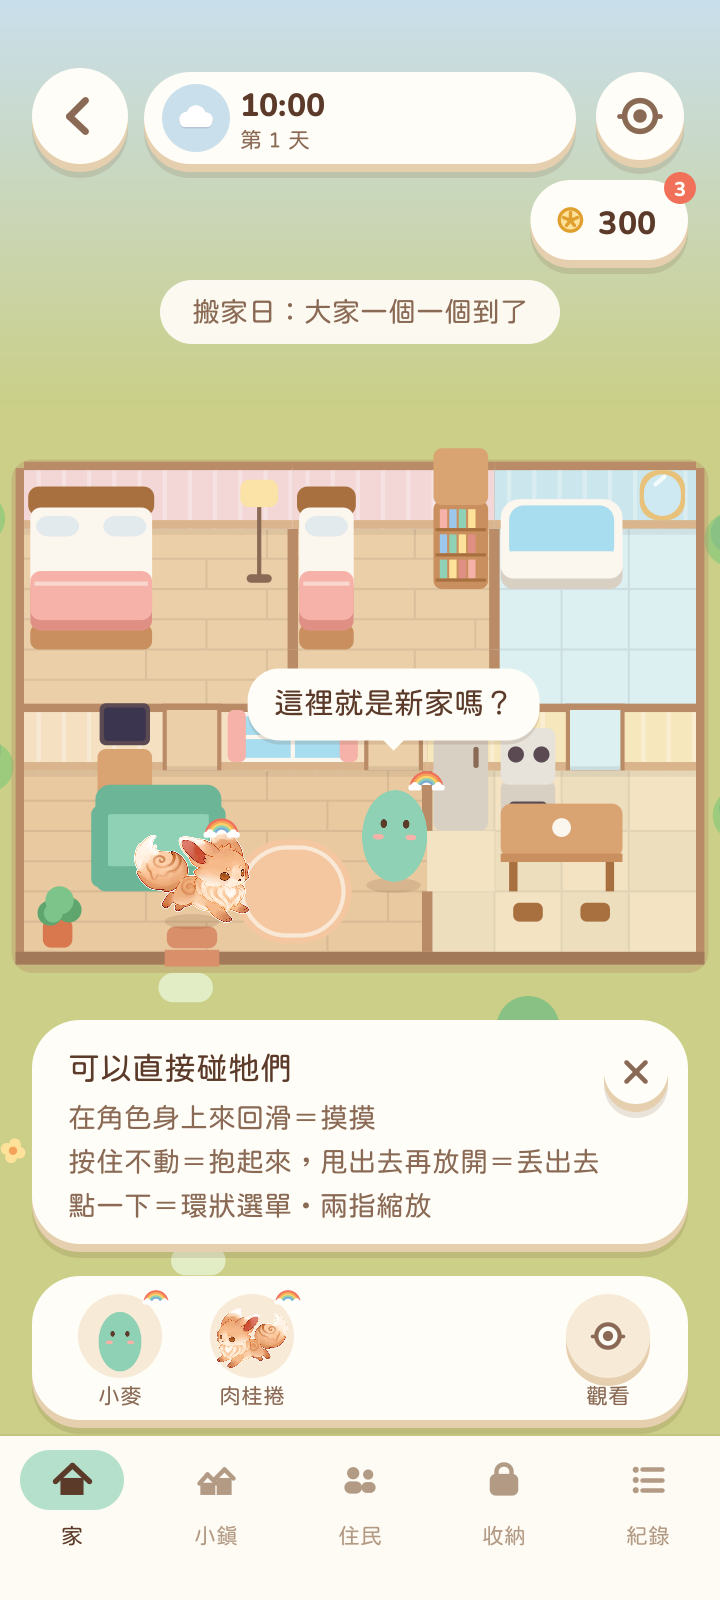 10:00
第 1 天
3
300
搬家日：大家一個一個到了
這裡就是新家嗎？
可以直接碰牠們
在角色身上來回滑＝摸摸
按住不動＝抱起來，甩出去再放開＝丟出去
點一下＝環狀選單・兩指縮放
小麥
肉桂捲
觀看
家
小鎮
住民
收納
紀錄